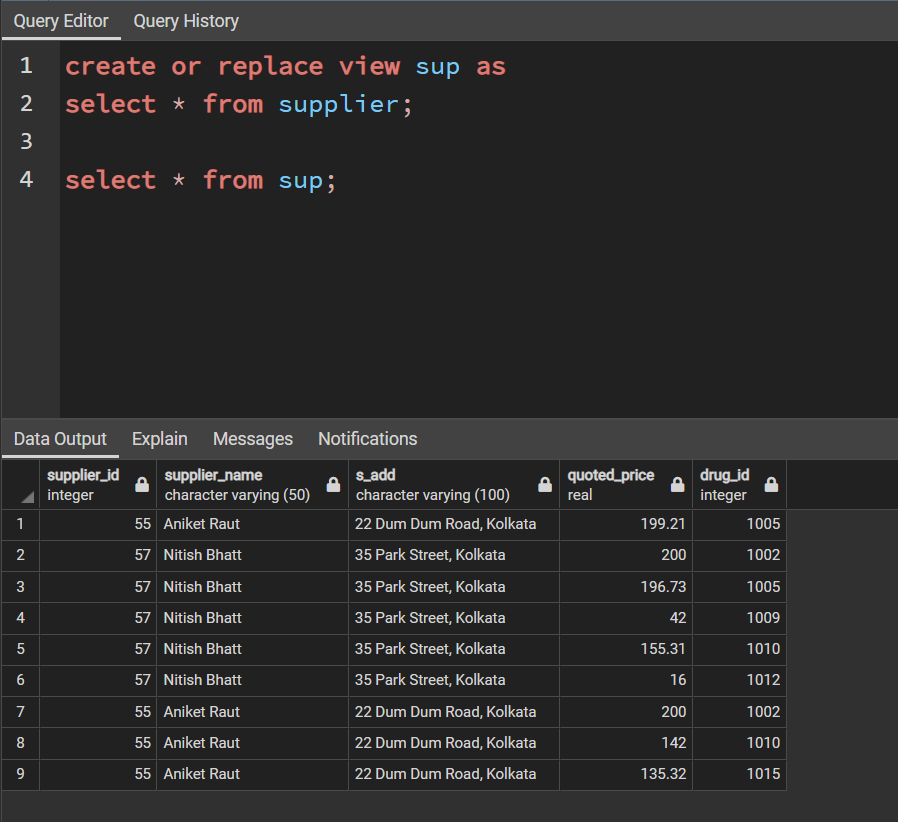 Query Editor Query History
1 create or replace view sup as
2 select * from supplier;
3
4 select * from sup;
Data Output Explain Messages Notifications
supplier_id supplier_name s_add quoted_price drug_id
integer character varying (50) character varying (100) real integer
1 55 Aniket Raut 22 Dum Dum Road, Kolkata 199.21 1005
2 57 Nitish Bhatt 35 Park Street, Kolkata 200 1002
3 57 Nitish Bhatt 35 Park Street, Kolkata 196.73 1005
4 57 Nitish Bhatt 35 Park Street, Kolkata 42 1009
5 57 Nitish Bhatt 35 Park Street, Kolkata 155.31 1010
6 57 Nitish Bhatt 35 Park Street, Kolkata 16 1012
7 55 Aniket Raut 22 Dum Dum Road, Kolkata 200 1002
8 55 Aniket Raut 22 Dum Dum Road, Kolkata 142 1010
9 55 Aniket Raut 22 Dum Dum Road, Kolkata 135.32 1015